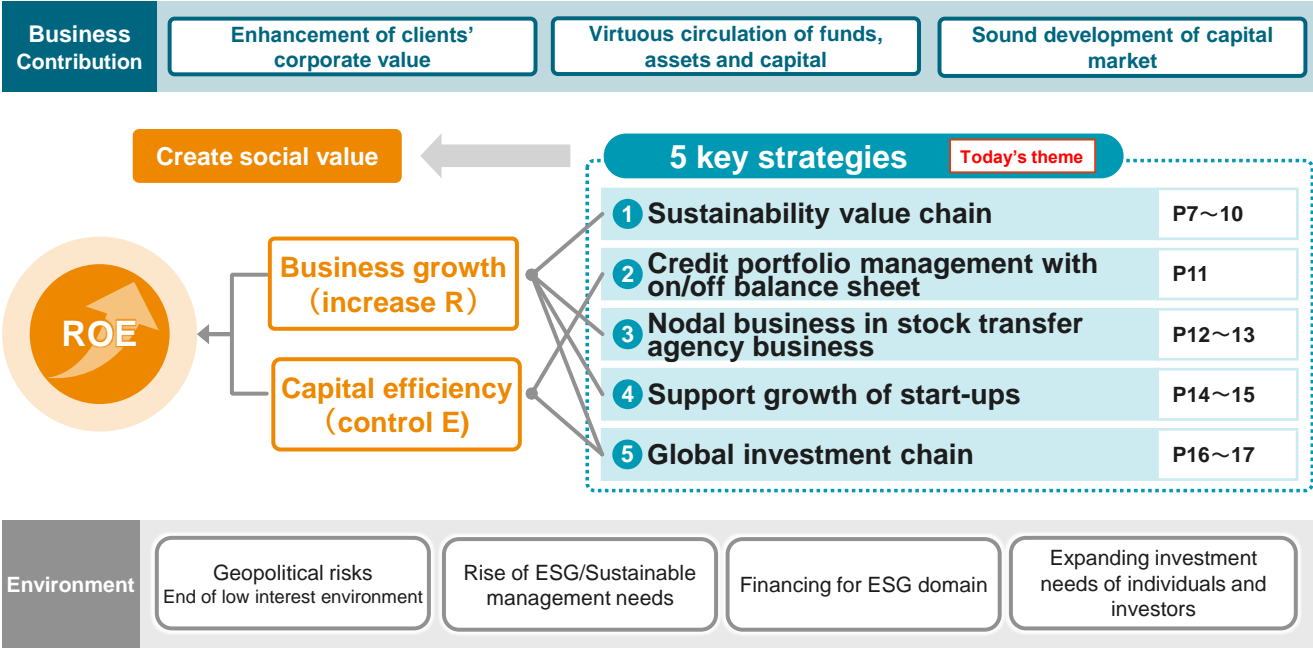 Business
Contribution
Enhancement of clients'
corporate value
Virtuous circulation of funds,
assets and capital
Sound development of capital
market
Create social value
5 key strategies
Today's theme
1 Sustainability value chain
P7～10
2 Credit portfolio management with
on/off balance sheet
P11
3 Nodal business in stock transfer
agency business
P12～13
4 Support growth of start-ups
P14～15
5 Global investment chain
P16～17
ROE
Business growth
（increase R）
Capital efficiency
（control E)
Environment
Geopolitical risks
End of low interest environment
Rise of ESG/Sustainable
management needs
Financing for ESG domain
Expanding investment
needs of individuals and
investors